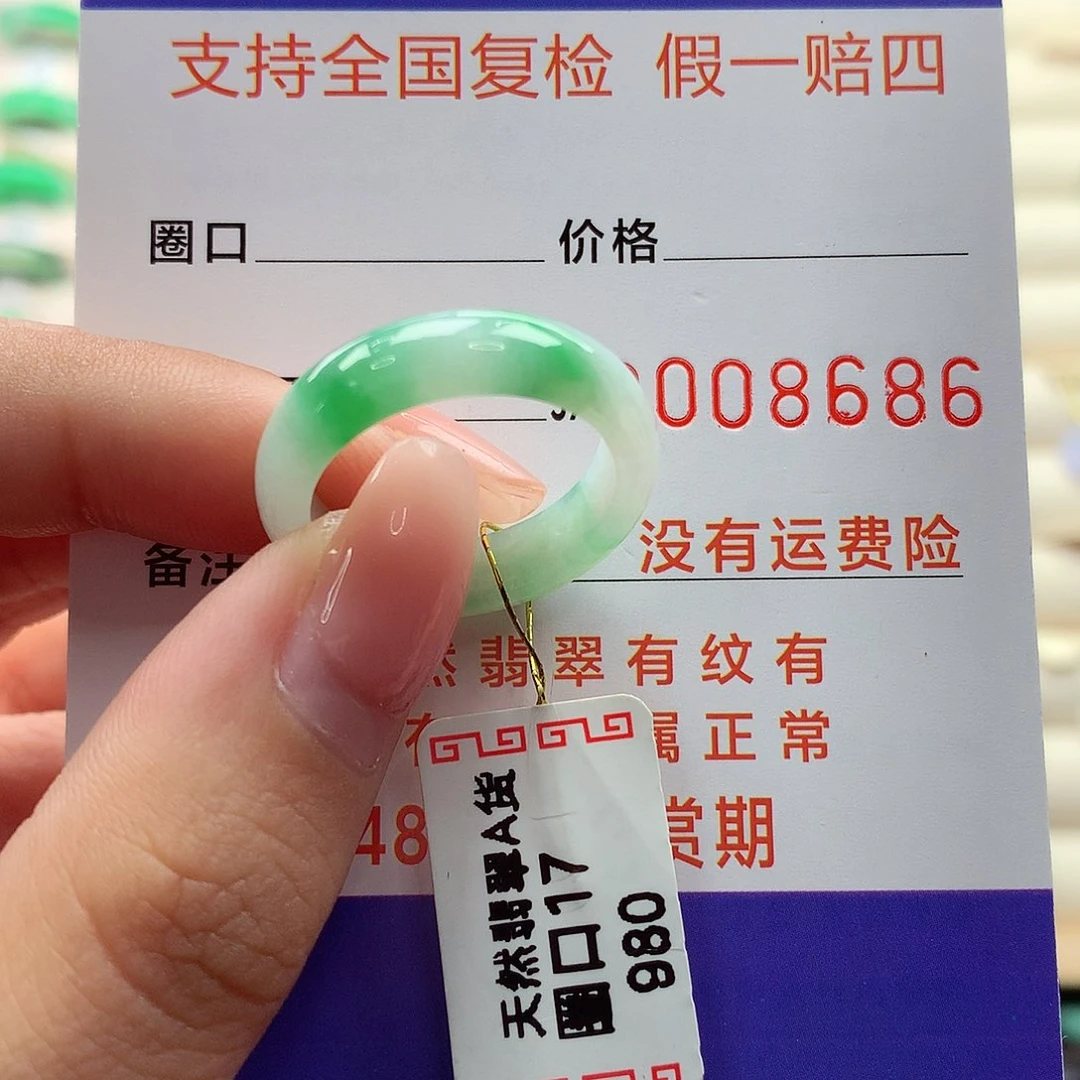 支持全国复检 假一赔四
圈口 价格
008686
备注 没有运费险
翡翠有纹有
属正常
48 赏期
天然翡翠A货
圈口17
980